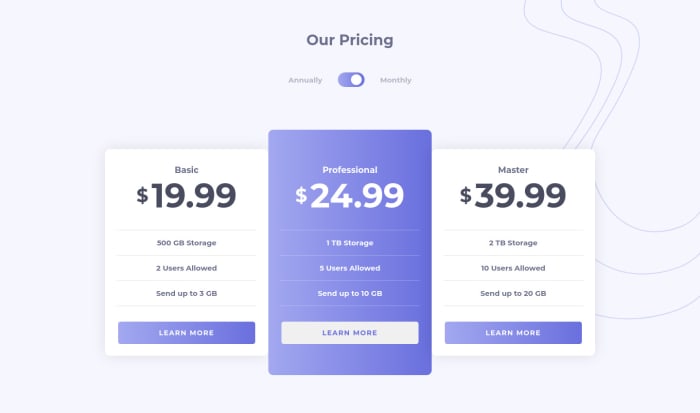 Our Pricing
Annually
Monthly
Basic
$19.99
500 GB Storage
2 Users Allowed
Send up to 3 GB
LEARN MORE
Professional
$24.99
1 TB Storage
5 Users Allowed
Send up to 10 GB
LEARN MORE
Master
$39.99
2 TB Storage
10 Users Allowed
Send up to 20 GB
LEARN MORE